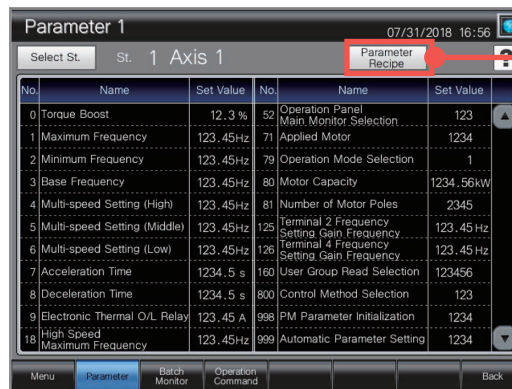 Parameter 1
07/31/2018 16:56
Select St. St. 1 Axis 1 Parameter
Recipe ?
No. Name Set Value No. Name Set Value
0 Torque Boost 12.3 % 52 Operation Panel
Main Monitor Selection 123
1 Maximum Frequency 123.45Hz 71 Applied Motor 1234
2 Minimum Frequency 123.45Hz 79 Operation Mode Selection 1
3 Base Frequency 123.45Hz 80 Motor Capacity 1234.56kW
4 Multi-speed Setting (High) 123.45Hz 81 Number of Motor Poles 2345
5 Multi-speed Setting (Middle) 123.45Hz 125 Terminal 2 Frequency
Setting Gain Frequency 123.45 Hz
6 Multi-speed Setting (Low) 123.45Hz 126 Terminal 4 Frequency
Setting Gain Frequency 123.45 Hz
7 Acceleration Time 1234.5 s 160 User Group Read Selection 123456
8 Deceleration Time 1234.5 s 800 Control Method Selection 123
9 Electronic Thermal O/L Relay 123.45 A 998 PM Parameter Initialization 1234
18 High Speed
Maximum Frequency 123.45Hz 999 Automatic Parameter Setting 1234
Menu Parameter Batch
Monitor Operation
Command Back